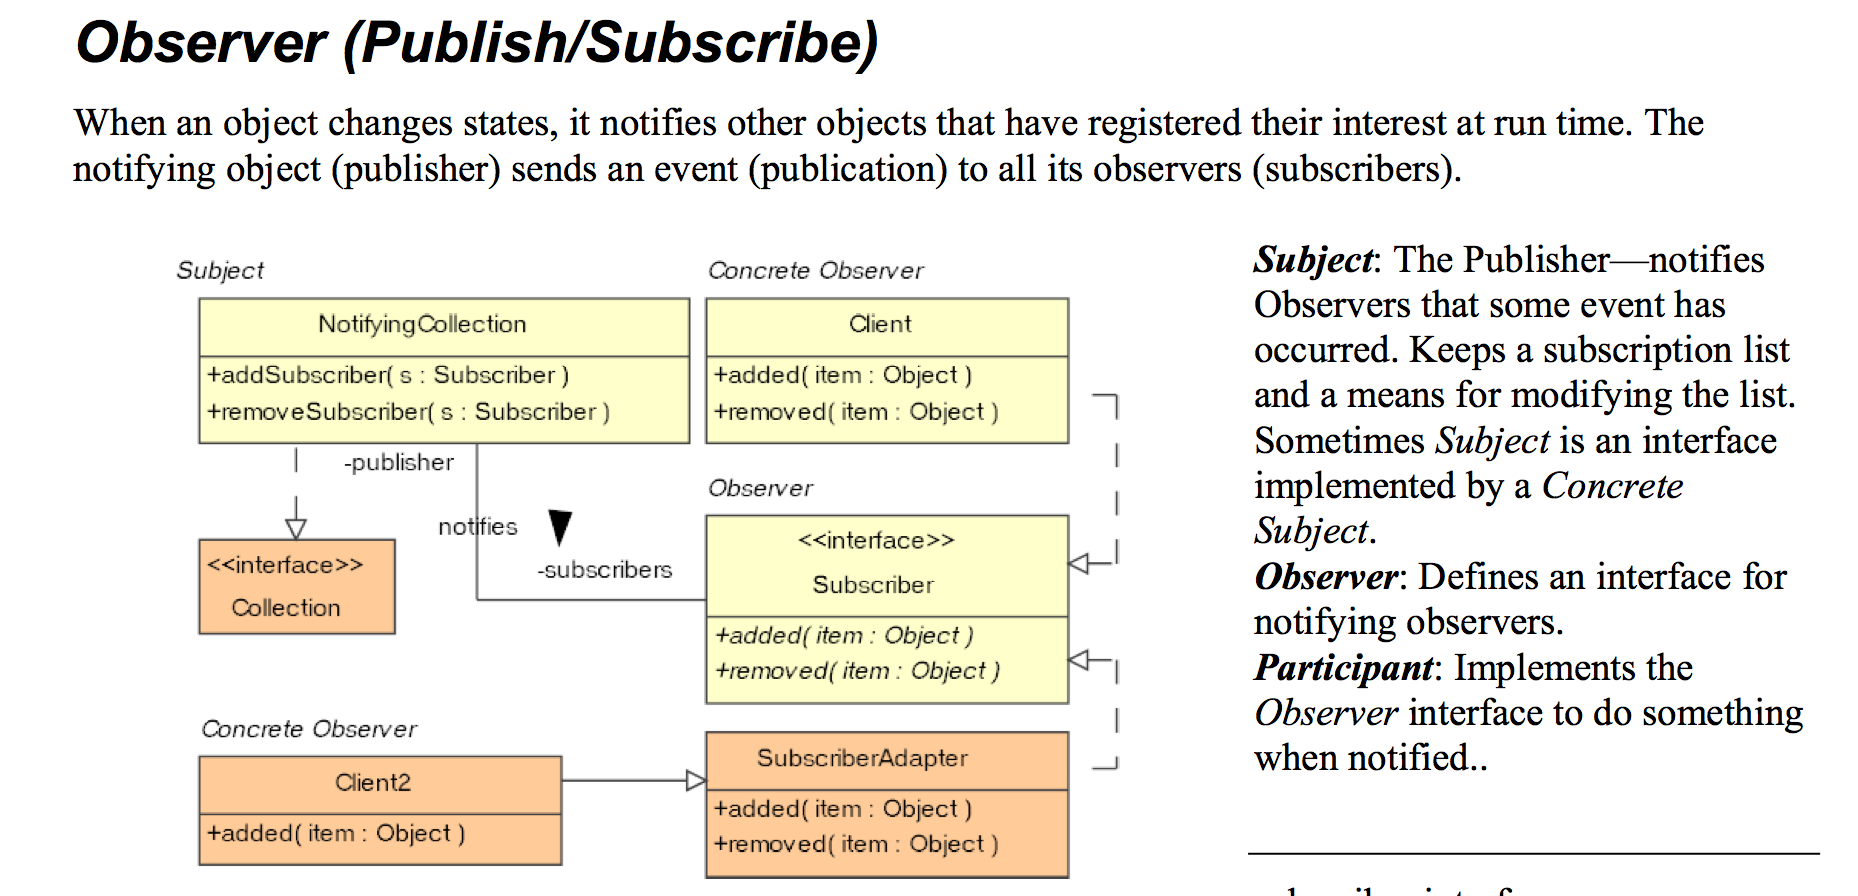 Observer (Publish/Subscribe)
When an object changes states, it notifies other objects that have registered their interest at run time. The
notifying object (publisher) sends an event (publication) to all its observers (subscribers).
Subject
NotifyingCollection
+addSubscriber( s : Subscriber )
+removeSubscriber( s : Subscriber )
Concrete Observer
Client
+added( item : Object )
+removed( item : Object )
-publisher
notifies
-subscribers
<<interface>>
Collection
Observer
<<interface>>
Subscriber
+added( item : Object )
+removed( item : Object )
Concrete Observer
Client2
+added( item : Object )
SubscriberAdapter
+added( item : Object )
+removed( item : Object )
Subject: The Publisher—notifies
Observers that some event has
occurred. Keeps a subscription list
and a means for modifying the list.
Sometimes Subject is an interface
implemented by a Concrete
Subject.
Observer: Defines an interface for
notifying observers.
Participant: Implements the
Observer interface to do something
when notified..